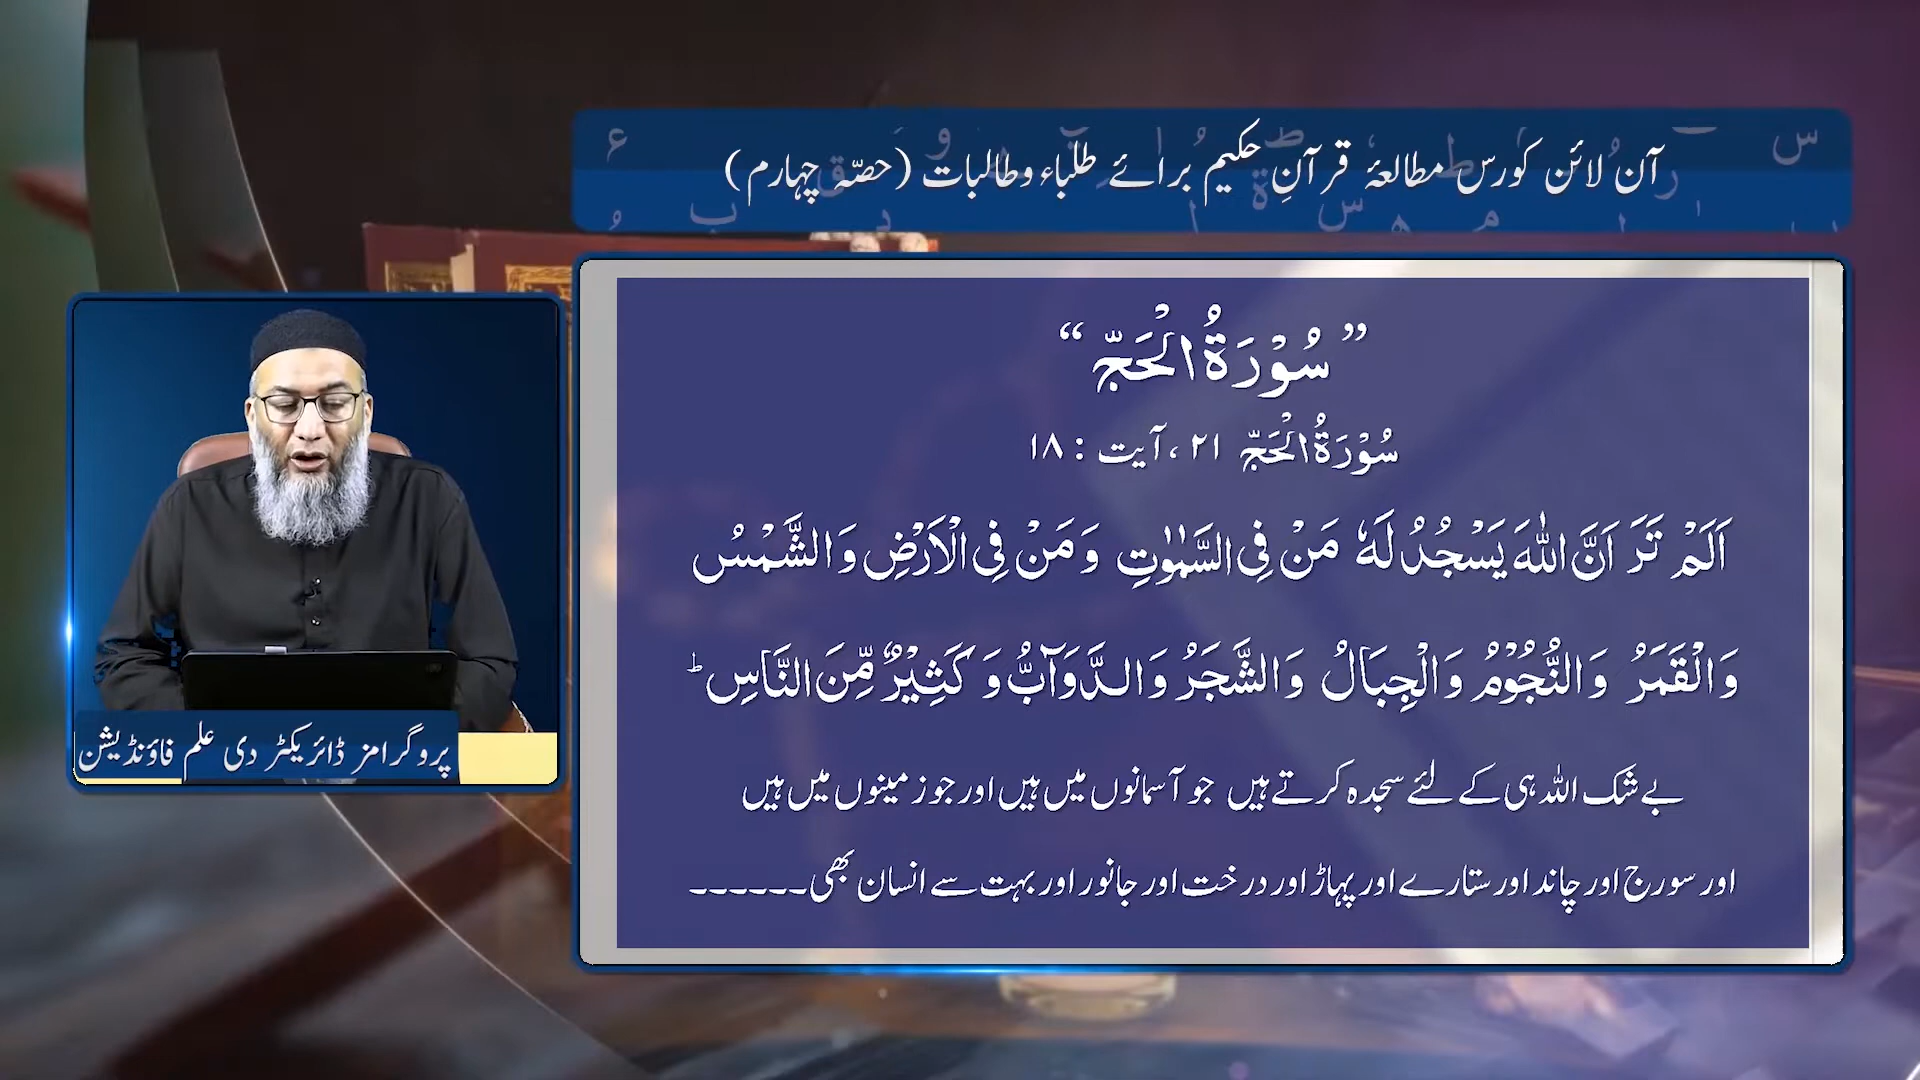 آن لائن کورس مطالعۂ قرآنِ حکیم برائے طلباء و طالبات (حصّہ چہارم)
”سُوْرَۃُ الْحَجِّ“
سُوْرَۃُ الْحَجِّ ۲۱، آیت : ۱۸
اَلَمْ تَرَ اَنَّ اللّٰہَ یَسْجُدُ لَہٗ مَنْ فِی السَّمٰوٰتِ وَ مَنْ فِی الْاَرْضِ وَ الشَّمْسُ
وَ الْقَمَرُ وَ النُّجُوْمُ وَ الْجِبَالُ وَ الشَّجَرُ وَ الدَّوَآبُّ وَ کَثِیْرٌ مِّنَ النَّاسِ ؕ
بے شک اللہ ہی کے لئے سجدہ کرتے ہیں جو آسمانوں میں ہیں اور جو زمینوں میں ہیں
اور سورج اور چاند اور ستارے اور پہاڑ اور درخت اور جانور اور بہت سے انسان بھی۔۔۔۔۔۔
پروگرامز ڈائریکٹر دی علم فاؤنڈیشن